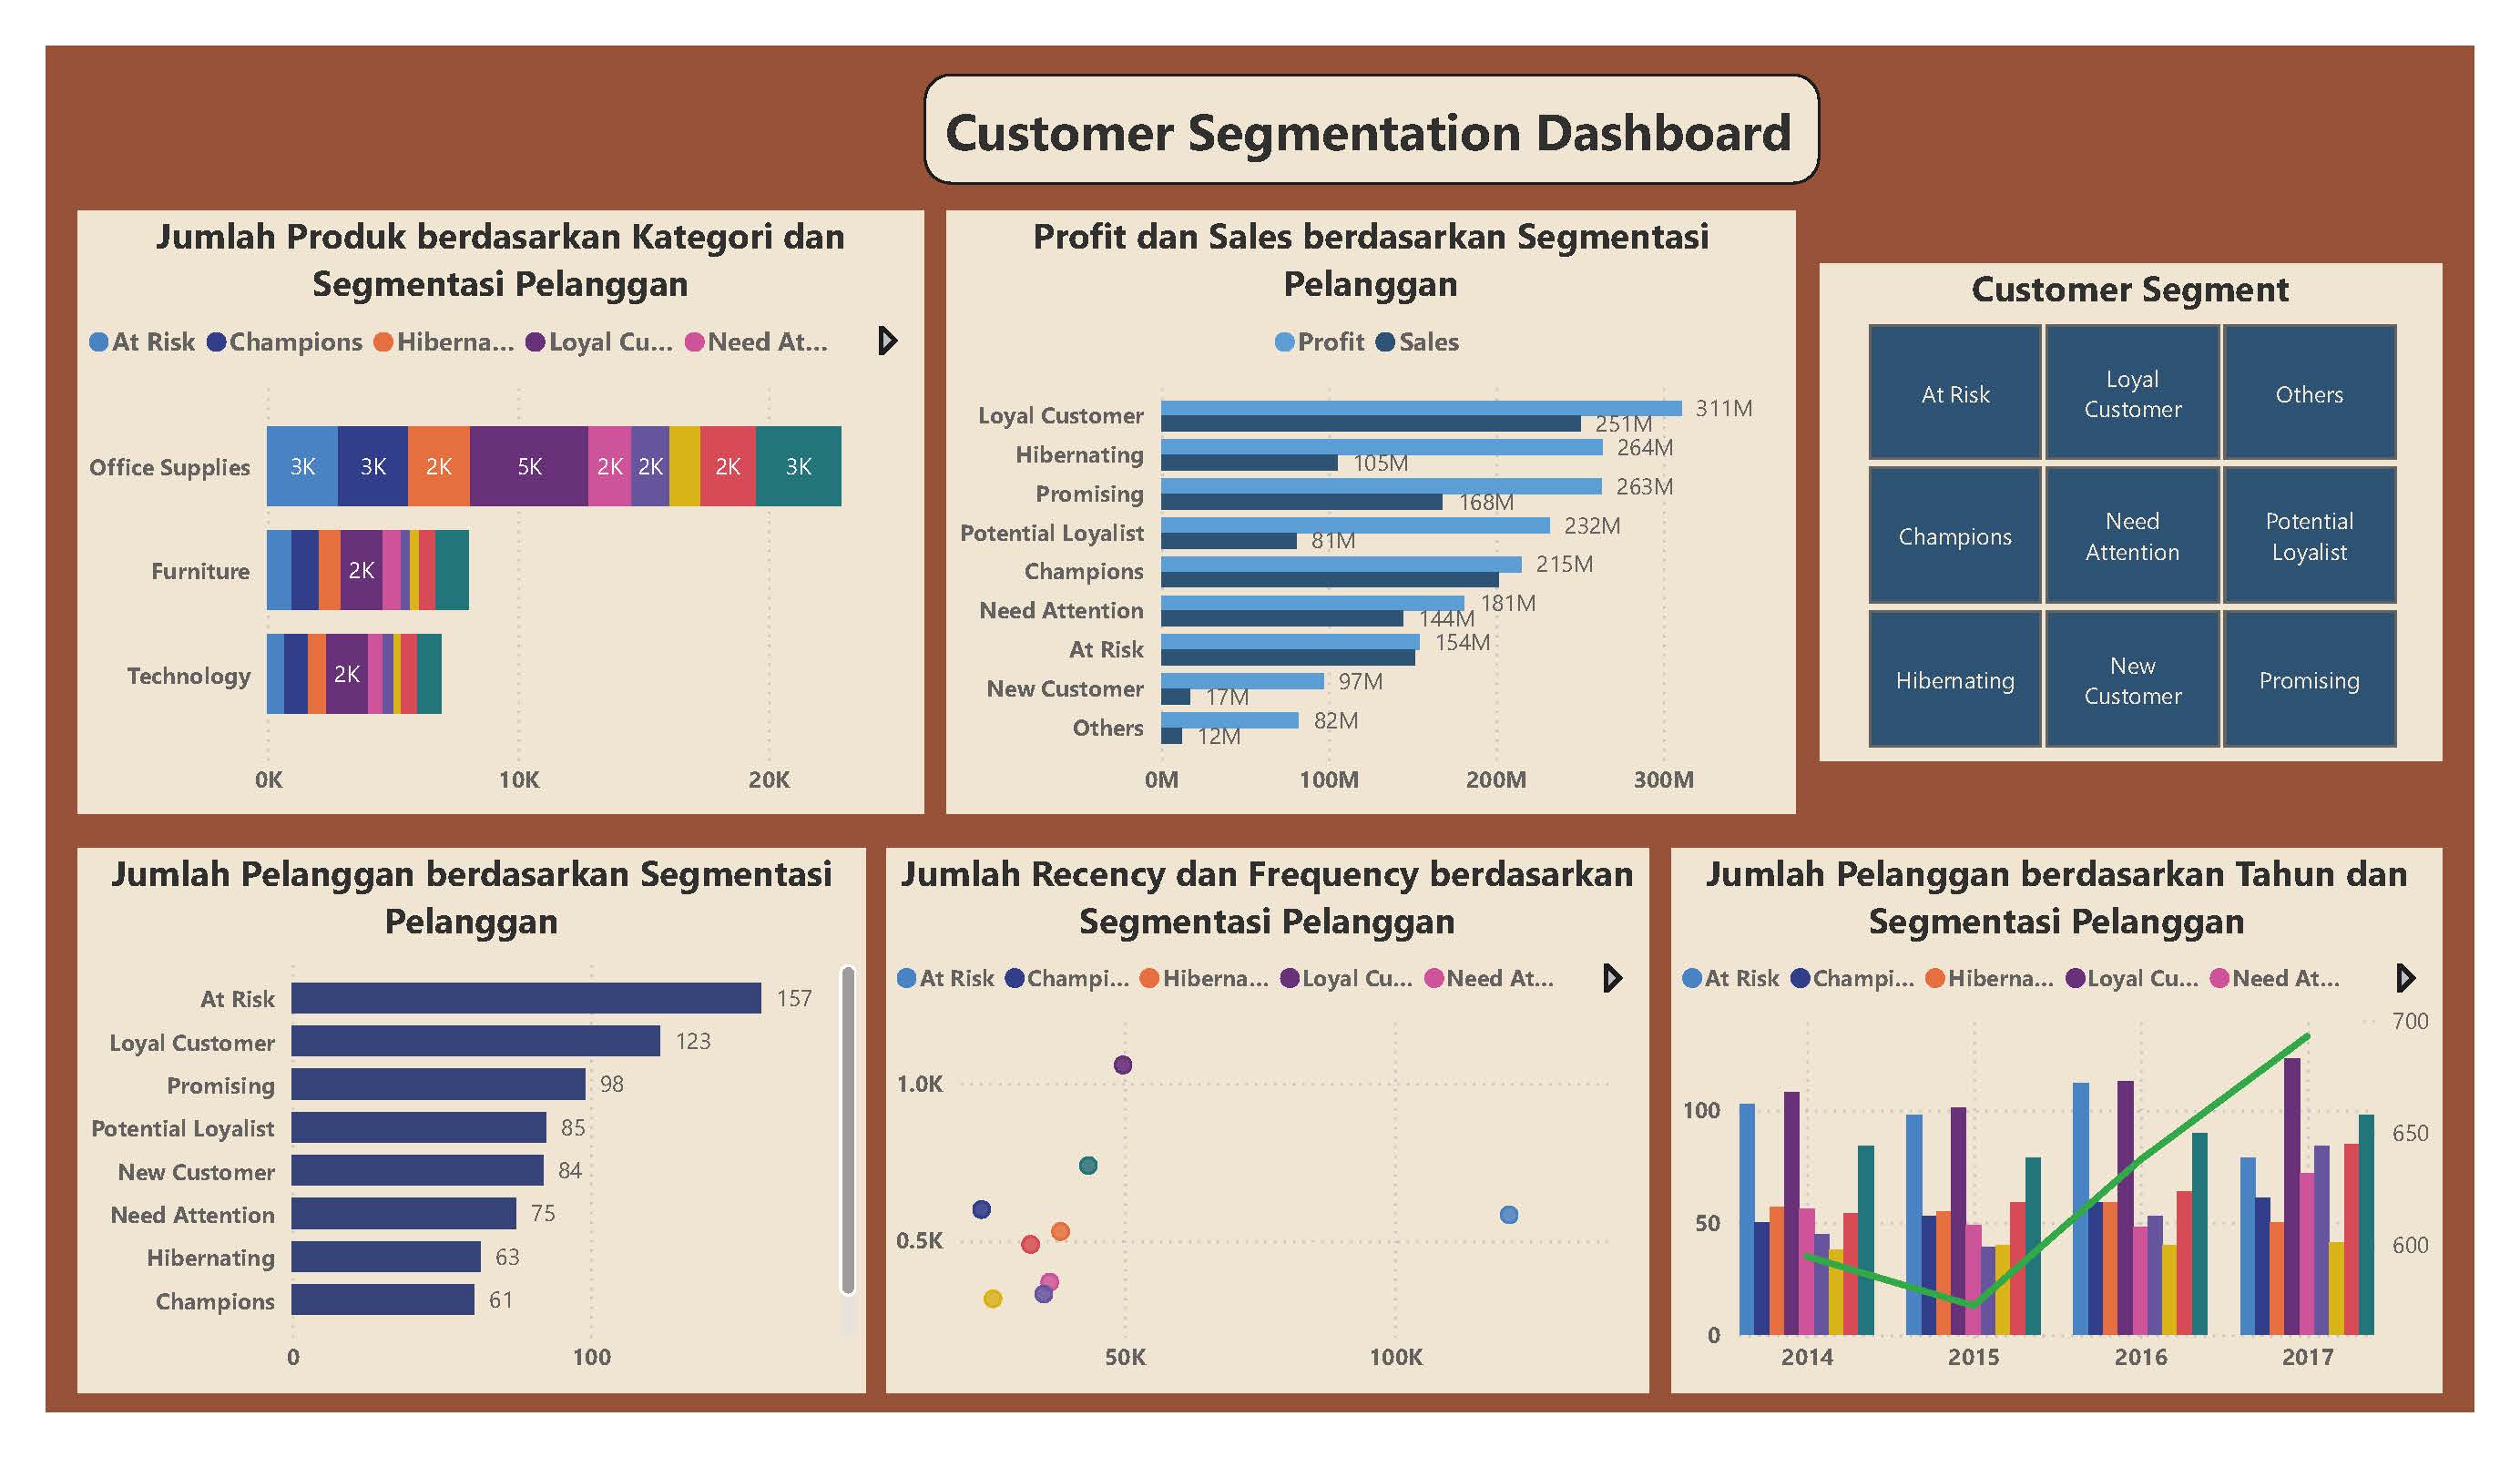 Customer Segmentation Dashboard
Jumlah Produk berdasarkan Kategori dan
Segmentasi Pelanggan
At Risk Champions Hiberna... Loyal Cu... Need At...
Office Supplies 3K 3K 2K 5K 2K 2K 2K 3K
Furniture 2K
Technology 2K
0K 10K 20K
Profit dan Sales berdasarkan Segmentasi
Pelanggan
Profit Sales
Loyal Customer 311M
251M
Hibernating 264M
105M
Promising 263M
168M
Potential Loyalist 232M
81M
Champions 215M
Need Attention 181M
144M
At Risk 154M
New Customer 97M
17M
Others 82M
12M
0M 100M 200M 300M
Customer Segment
At Risk
Loyal
Customer
Others
Champions
Need
Attention
Potential
Loyalist
Hibernating
New
Customer
Promising
Jumlah Pelanggan berdasarkan Segmentasi
Pelanggan
At Risk 157
Loyal Customer 123
Promising 98
Potential Loyalist 85
New Customer 84
Need Attention 75
Hibernating 63
Champions 61
0 100
Jumlah Recency dan Frequency berdasarkan
Segmentasi Pelanggan
At Risk Champi... Hiberna... Loyal Cu... Need At...
1.0K
0.5K
50K 100K
Jumlah Pelanggan berdasarkan Tahun dan
Segmentasi Pelanggan
At Risk Champi... Hiberna... Loyal Cu... Need At...
700
100
650
50
600
0
2014 2015 2016 2017